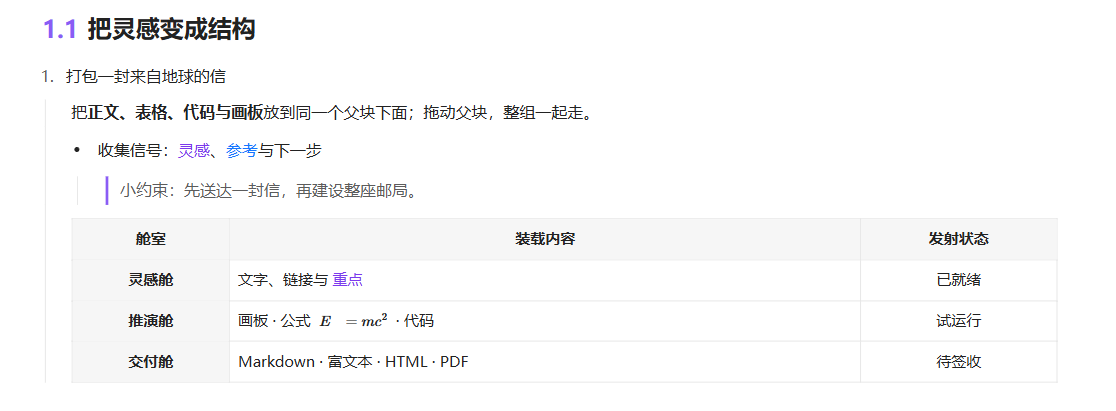 1.1 把灵感变成结构
1. 打包一封来自地球的信
把正文、表格、代码与画板放到同一个父块下面；拖动父块，整组一起走。
• 收集信号：灵感、参考与下一步
小约束：先送达一封信，再建设整座邮局。
舱室 装载内容 发射状态
灵感舱 文字、链接与 重点 已就绪
推演舱 画板 · 公式 E = mc² · 代码 试运行
交付舱 Markdown · 富文本 · HTML · PDF 待签收